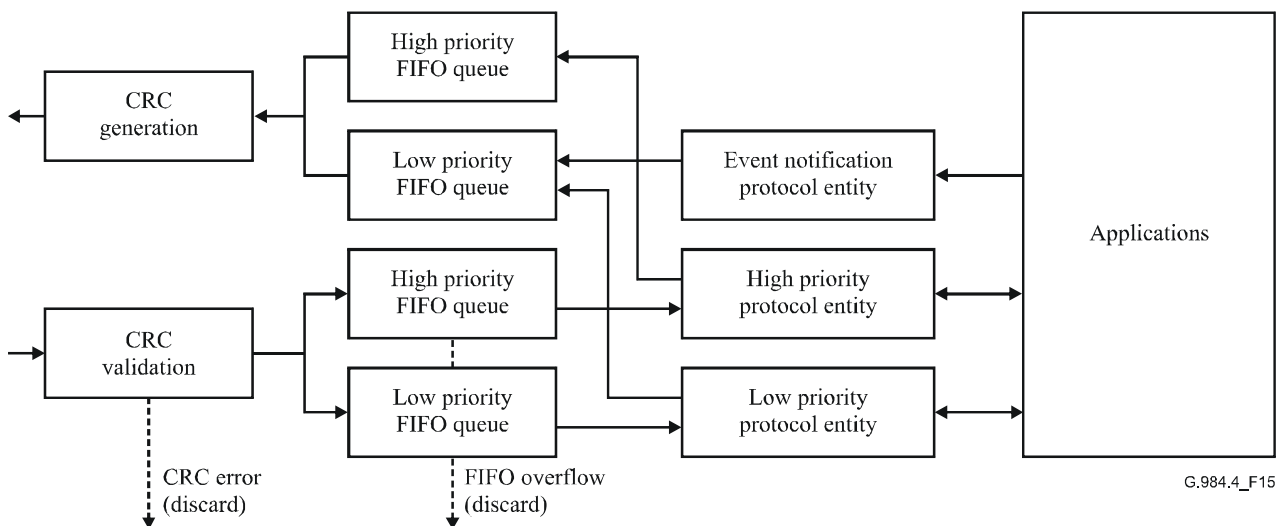 High priority
FIFO queue
CRC
generation
Low priority
FIFO queue
Event notification
protocol entity
Applications
High priority
FIFO queue
High priority
protocol entity
CRC
validation
Low priority
FIFO queue
Low priority
protocol entity
CRC error
(discard)
FIFO overflow
(discard)
G.984.4_F15